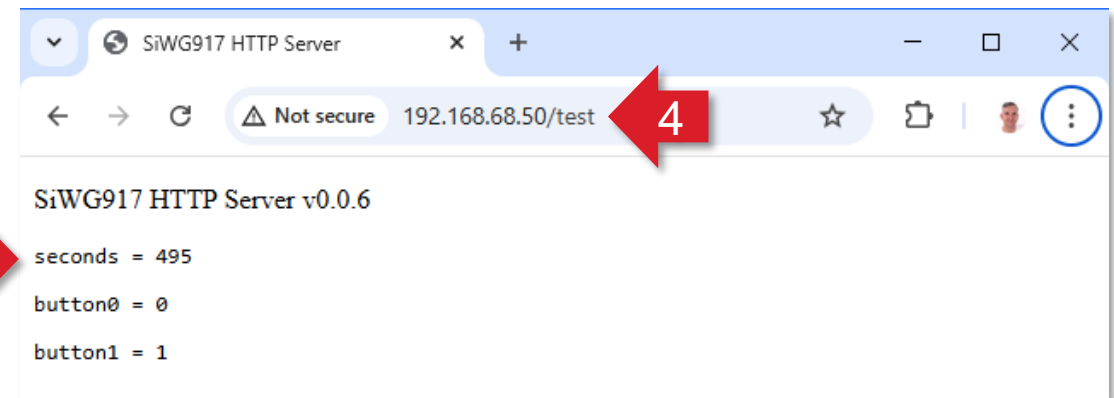 SiWG917 HTTP Server
Not secure 192.168.68.50/test 4
SiWG917 HTTP Server v0.0.6
seconds = 495
button0 = 0
button1 = 1